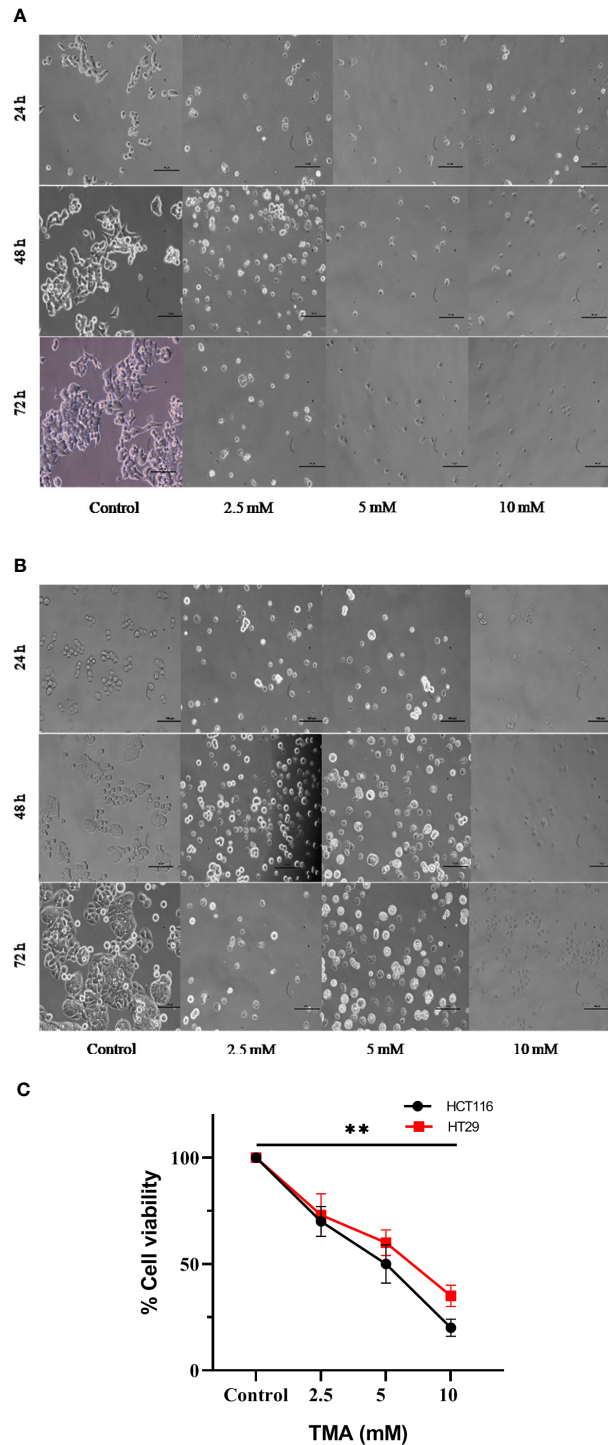 A
24 h
48 h
72 h
Control 2.5 mM 5 mM 10 mM
B
24 h
48 h
72 h
Control 2.5 mM 5 mM 10 mM
C
HCT116
HT29
**
100
50
0
% Cell viability
Control 2.5 5 10
TMA (mM)